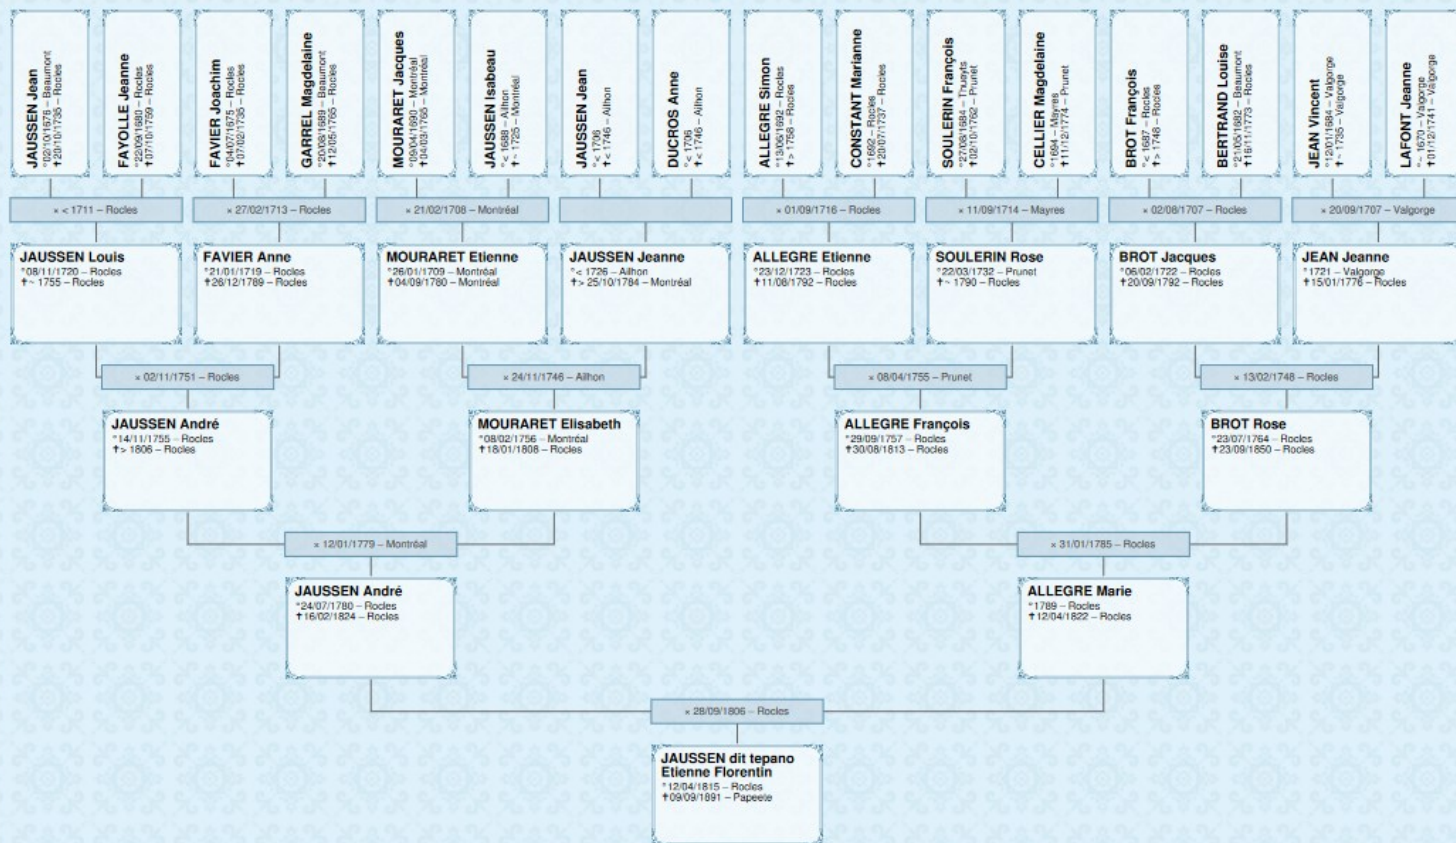 JAUSSEN Jean
°02/10/1676 – Beaumont
✝20/10/1735 – Rocles
FAYOLLE Jeanne
°22/09/1680 – Rocles
✝07/10/1759 – Rocles
FAVIER Joachim
°04/07/1675 – Rocles
✝07/02/1735 – Rocles
GARREL Magdelaine
°20/08/1689 – Beaumont
✝12/05/1765 – Rocles
MOURARET Jacques
°09/04/1690 – Montréal
✝04/03/1765 – Montréal
JAUSSEN Isabeau
°< 1688 – Ailhon
✝~ 1725 – Montréal
JAUSSEN Jean
°< 1706
✝< 1746 – Ailhon
DUCROS Anne
°< 1706
✝< 1746 – Ailhon
ALLEGRE Simon
°13/05/1692 – Rocles
✝> 1758 – Rocles
CONSTANT Marianne
°1692 – Rocles
✝20/07/1737 – Rocles
SOULERIN François
°27/08/1684 – Thueyts
✝02/10/1762 – Prunet
CELLIER Magdelaine
°1694 – Mayres
✝11/12/1774 – Prunet
BROT François
°< 1687 – Rocles
✝> 1748 – Rocles
BERTRAND Louise
°21/05/1682 – Beaumont
✝16/11/1773 – Rocles
JEAN Vincent
°12/01/1684 – Valgorge
✝~ 1735 – Valgorge
LAFONT Jeanne
°~ 1670 – Valgorge
✝01/12/1741 – Valgorge
× < 1711 – Rocles
× 27/02/1713 – Rocles
× 21/02/1708 – Montréal
× 01/09/1716 – Rocles
× 11/09/1714 – Mayres
× 02/08/1707 – Rocles
× 20/09/1707 – Valgorge
JAUSSEN Louis
°08/11/1720 – Rocles
✝~ 1755 – Rocles
FAVIER Anne
°21/01/1719 – Rocles
✝26/12/1789 – Rocles
MOURARET Etienne
°26/01/1709 – Montréal
✝04/09/1780 – Montréal
JAUSSEN Jeanne
°< 1726 – Ailhon
✝> 25/10/1784 – Montréal
ALLEGRE Etienne
°23/12/1723 – Rocles
✝11/08/1792 – Rocles
SOULERIN Rose
°22/03/1732 – Prunet
✝~ 1790 – Rocles
BROT Jacques
°06/02/1722 – Rocles
✝20/09/1792 – Rocles
JEAN Jeanne
°1721 – Valgorge
✝15/01/1776 – Rocles
× 02/11/1751 – Rocles
× 24/11/1746 – Ailhon
× 08/04/1755 – Prunet
× 13/02/1748 – Rocles
JAUSSEN André
°14/11/1755 – Rocles
✝> 1806 – Rocles
MOURARET Elisabeth
°08/02/1756 – Montréal
✝18/01/1808 – Rocles
ALLEGRE François
°29/09/1757 – Rocles
✝30/08/1813 – Rocles
BROT Rose
°23/07/1764 – Rocles
✝23/09/1850 – Rocles
× 12/01/1779 – Montréal
× 31/01/1785 – Rocles
JAUSSEN André
°24/07/1780 – Rocles
✝16/02/1824 – Rocles
ALLEGRE Marie
°1789 – Rocles
✝12/04/1822 – Rocles
× 28/09/1806 – Rocles
JAUSSEN dit tepano
Etienne Florentin
°12/04/1815 – Rocles
✝09/09/1891 – Papeete